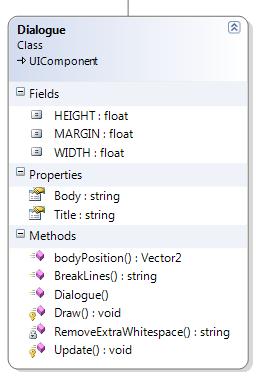 Dialogue
Class
UIComponent
Fields
HEIGHT : float
MARGIN : float
WIDTH : float
Properties
Body : string
Title : string
Methods
bodyPosition() : Vector2
BreakLines() : string
Dialogue()
Draw() : void
RemoveExtraWhitespace() : string
Update() : void